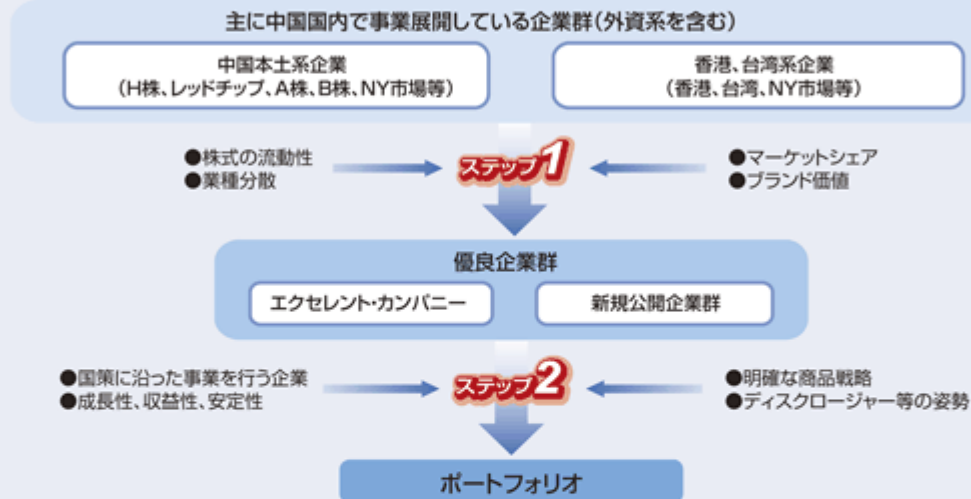 主に中国国内で事業展開している企業群(外資系を含む)
中国本土系企業
(H株、レッドチップ、A株、B株、NY市場等)
香港、台湾系企業
(香港、台湾、NY市場等)
●株式の流動性
●業種分散
ステップ1
●マーケットシェア
●ブランド価値
優良企業群
エクセレント・カンパニー
新規公開企業群
●国策に沿った事業を行う企業
●成長性、収益性、安定性
ステップ2
●明確な商品戦略
●ディスクロージャー等の姿勢
ポートフォリオ